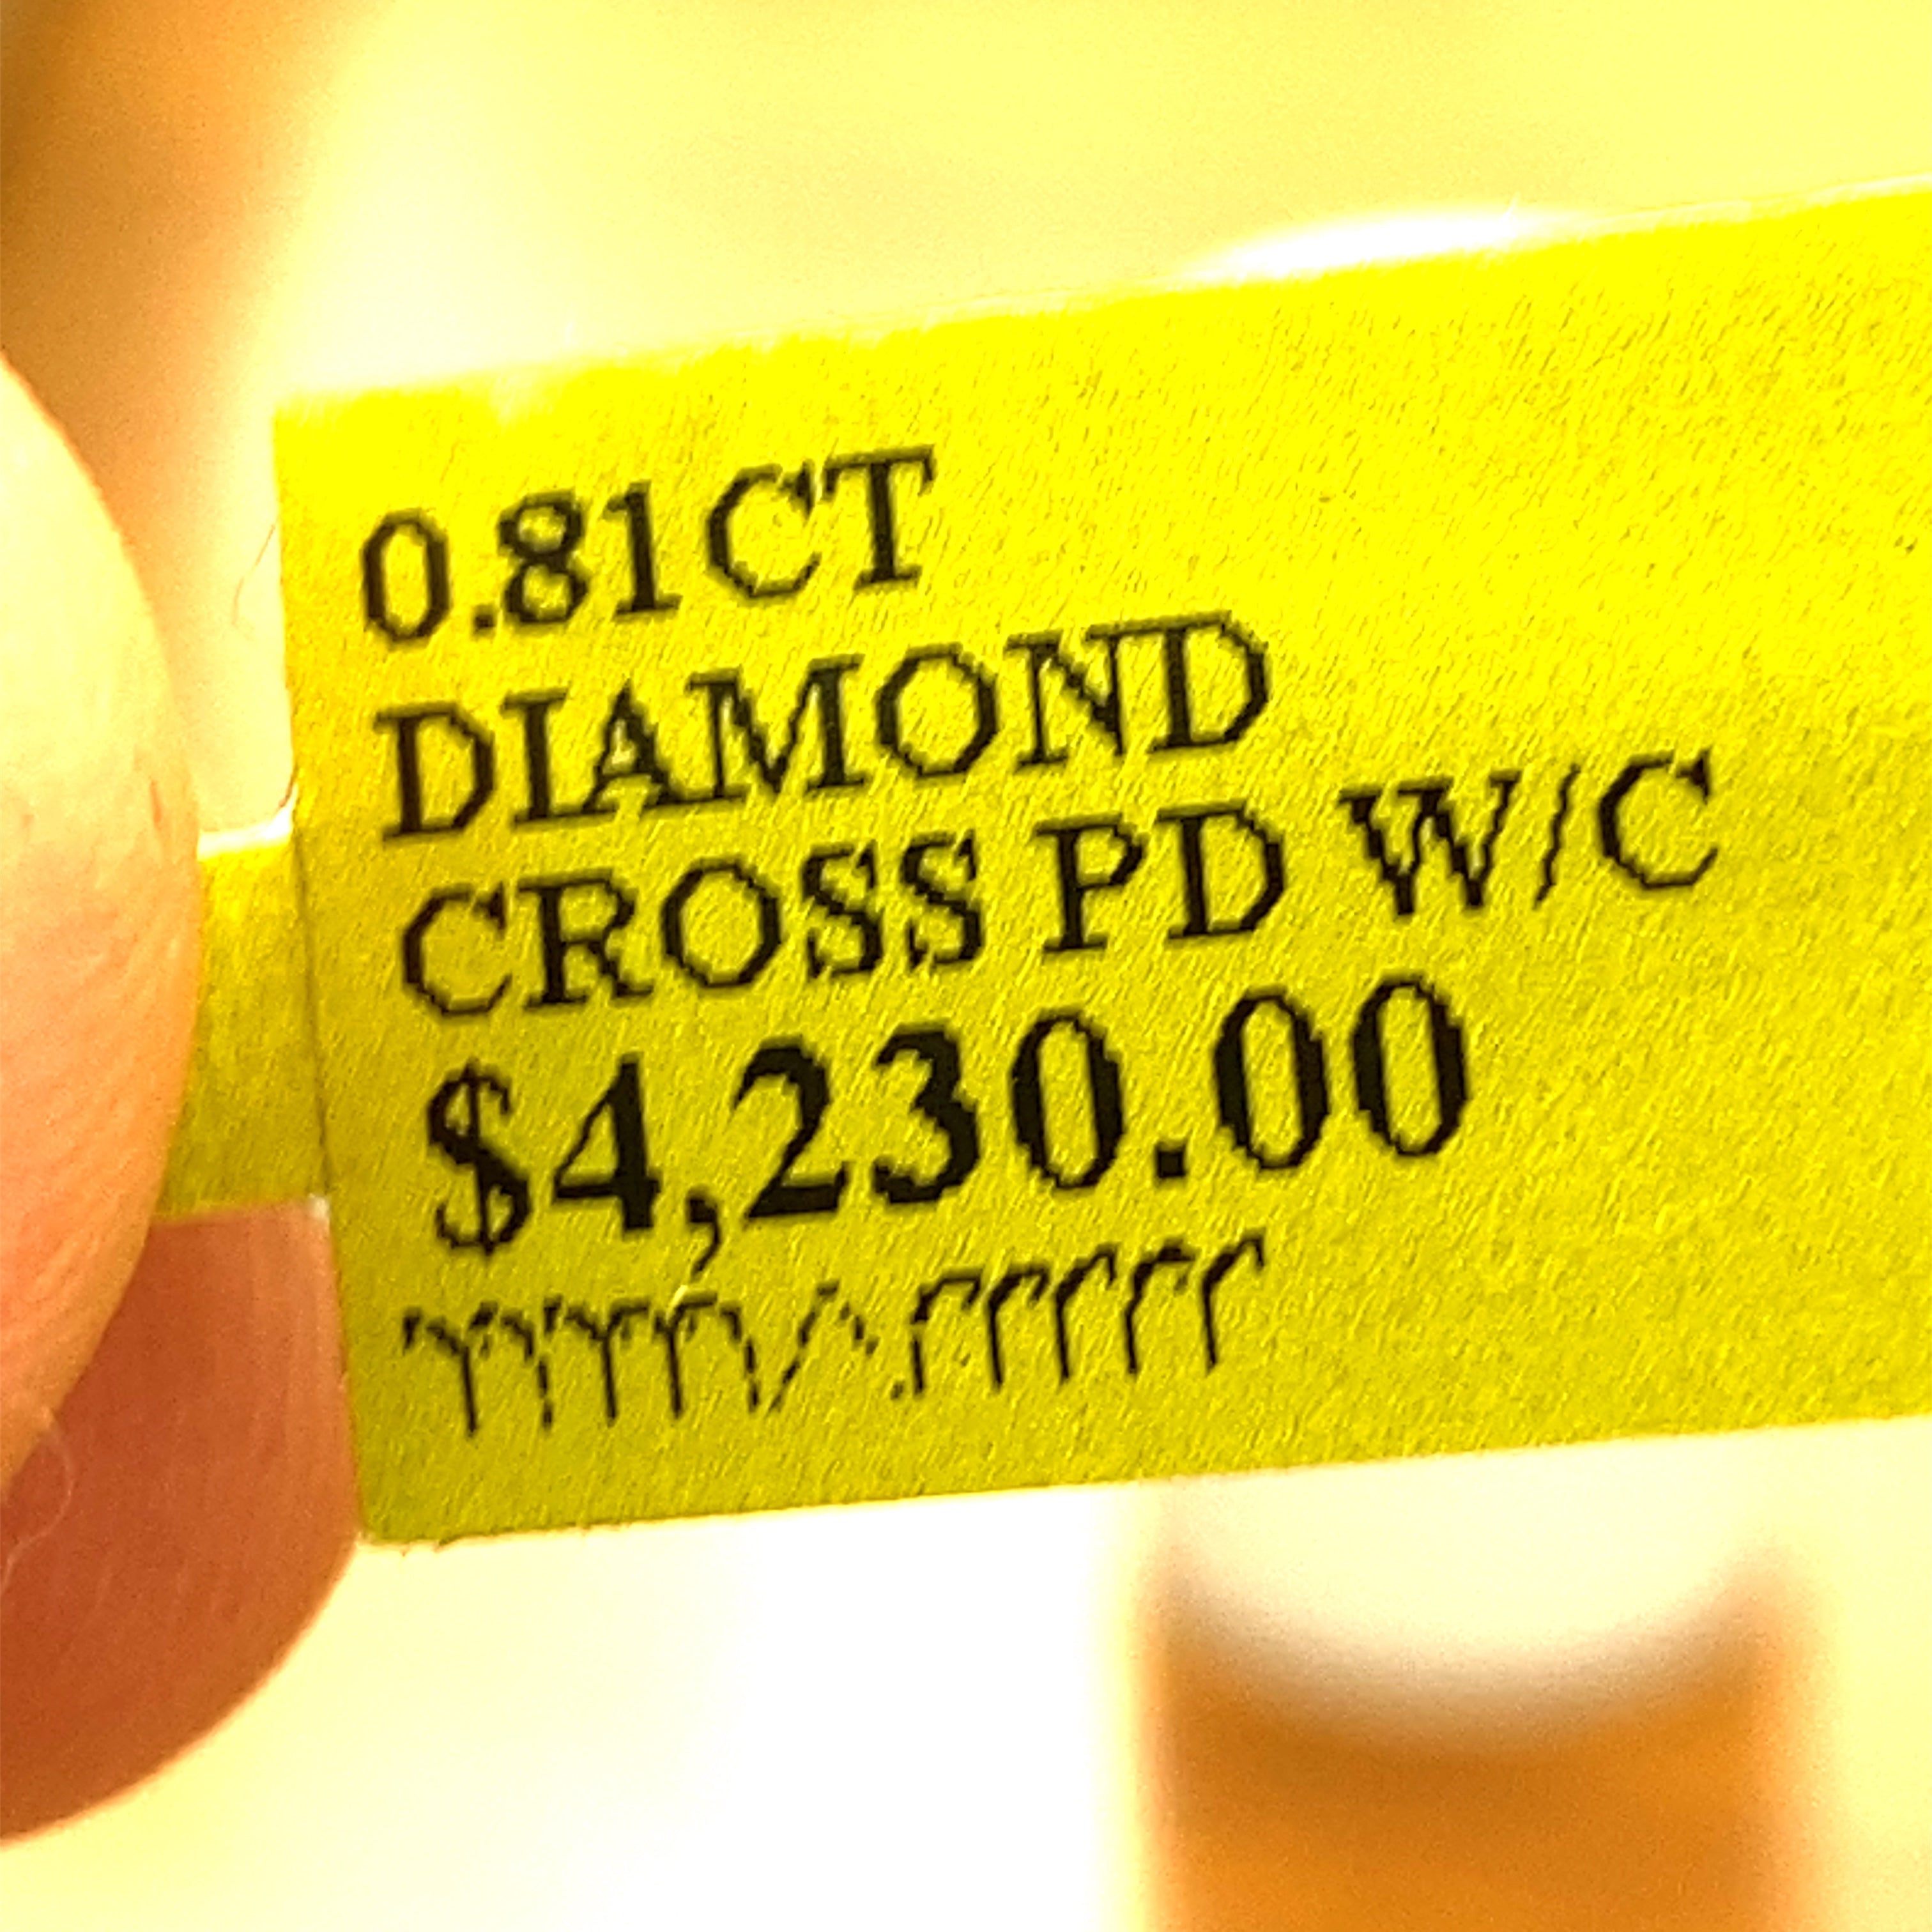 0.81CT
DIAMOND
CROSS PD W/C
$4,230.00